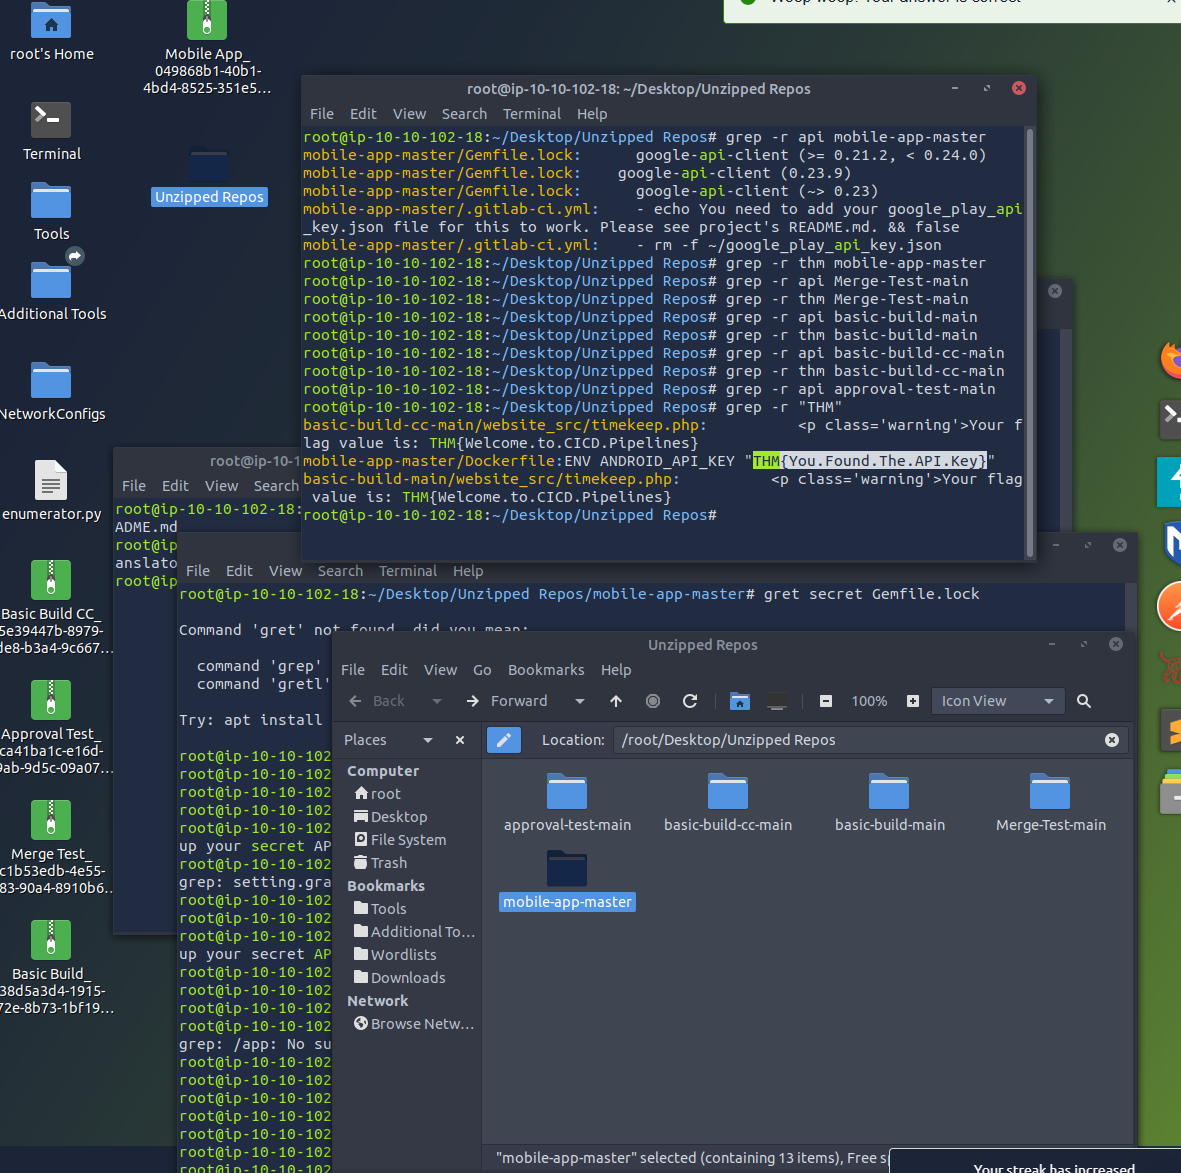 root's Home
Mobile App_
049868b1-40b1-
4bd4-8525-351e5...
Terminal
Unzipped Repos
Tools
Additional Tools
NetworkConfigs
enumerator.py
Basic Build CC_
5e39447b-8979-
de8-b3a4-9c667...
Approval Test_
ca41ba1c-e16d-
9ab-9d5c-09a07...
Merge Test_
c1b53edb-4e55-
83-90a4-8910b6...
Basic Build_
38d5a3d4-1915-
72e-8b73-1bf19...
root@ip-10-10-102-18: ~/Desktop/Unzipped Repos
File Edit View Search Terminal Help
root@ip-10-10-102-18:~/Desktop/Unzipped Repos# grep -r api mobile-app-master
mobile-app-master/Gemfile.lock:      google-api-client (>= 0.21.2, < 0.24.0)
mobile-app-master/Gemfile.lock:    google-api-client (0.23.9)
mobile-app-master/Gemfile.lock:      google-api-client (~> 0.23)
mobile-app-master/.gitlab-ci.yml:    - echo You need to add your google_play_api
_key.json file for this to work. Please see project's README.md. && false
mobile-app-master/.gitlab-ci.yml:    - rm -f ~/google_play_api_key.json
root@ip-10-10-102-18:~/Desktop/Unzipped Repos# grep -r thm mobile-app-master
root@ip-10-10-102-18:~/Desktop/Unzipped Repos# grep -r api Merge-Test-main
root@ip-10-10-102-18:~/Desktop/Unzipped Repos# grep -r thm Merge-Test-main
root@ip-10-10-102-18:~/Desktop/Unzipped Repos# grep -r api basic-build-main
root@ip-10-10-102-18:~/Desktop/Unzipped Repos# grep -r thm basic-build-main
root@ip-10-10-102-18:~/Desktop/Unzipped Repos# grep -r api basic-build-cc-main
root@ip-10-10-102-18:~/Desktop/Unzipped Repos# grep -r thm basic-build-cc-main
root@ip-10-10-102-18:~/Desktop/Unzipped Repos# grep -r api approval-test-main
root@ip-10-10-102-18:~/Desktop/Unzipped Repos# grep -r "THM"
basic-build-cc-main/website_src/timekeep.php:          <p class='warning'>Your f
lag value is: THM{Welcome.to.CICD.Pipelines}
mobile-app-master/Dockerfile:ENV ANDROID_API_KEY "THM{You.Found.The.API.Key}"
basic-build-main/website_src/timekeep.php:          <p class='warning'>Your flag
 value is: THM{Welcome.to.CICD.Pipelines}
root@ip-10-10-102-18:~/Desktop/Unzipped Repos#
root@ip-10-1
File Edit View Search
root@ip-10-10-102-18:
ADME.md
root@ip
anslato
root@ip
File Edit View Search Terminal Help
root@ip-10-10-102-18:~/Desktop/Unzipped Repos/mobile-app-master# gret secret Gemfile.lock
Command 'gret' not found, did you mean:
command 'grep'
command 'gretl'
Try: apt install
root@ip-10-10-102
root@ip-10-10-102
root@ip-10-10-102
root@ip-10-10-102
root@ip-10-10-102
up your secret AP
root@ip-10-10-102
grep: setting.gra
root@ip-10-10-102
root@ip-10-10-102
root@ip-10-10-102
up your secret AP
root@ip-10-10-102
root@ip-10-10-102
root@ip-10-10-102
root@ip-10-10-102
grep: /app: No su
root@ip-10-10-102
root@ip-10-10-102
root@ip-10-10-102
root@ip-10-10-102
root@ip-10-10-102
root@ip-10-10-102
root@ip-10-10-102
Unzipped Repos
File Edit View Go Bookmarks Help
Back Forward 100% Icon View
Places Location: /root/Desktop/Unzipped Repos
Computer
root
Desktop
File System
Trash
Bookmarks
Tools
Additional To...
Wordlists
Downloads
Network
Browse Netw...
approval-test-main basic-build-cc-main basic-build-main Merge-Test-main
mobile-app-master
"mobile-app-master" selected (containing 13 items), Free s
Your streak has increased